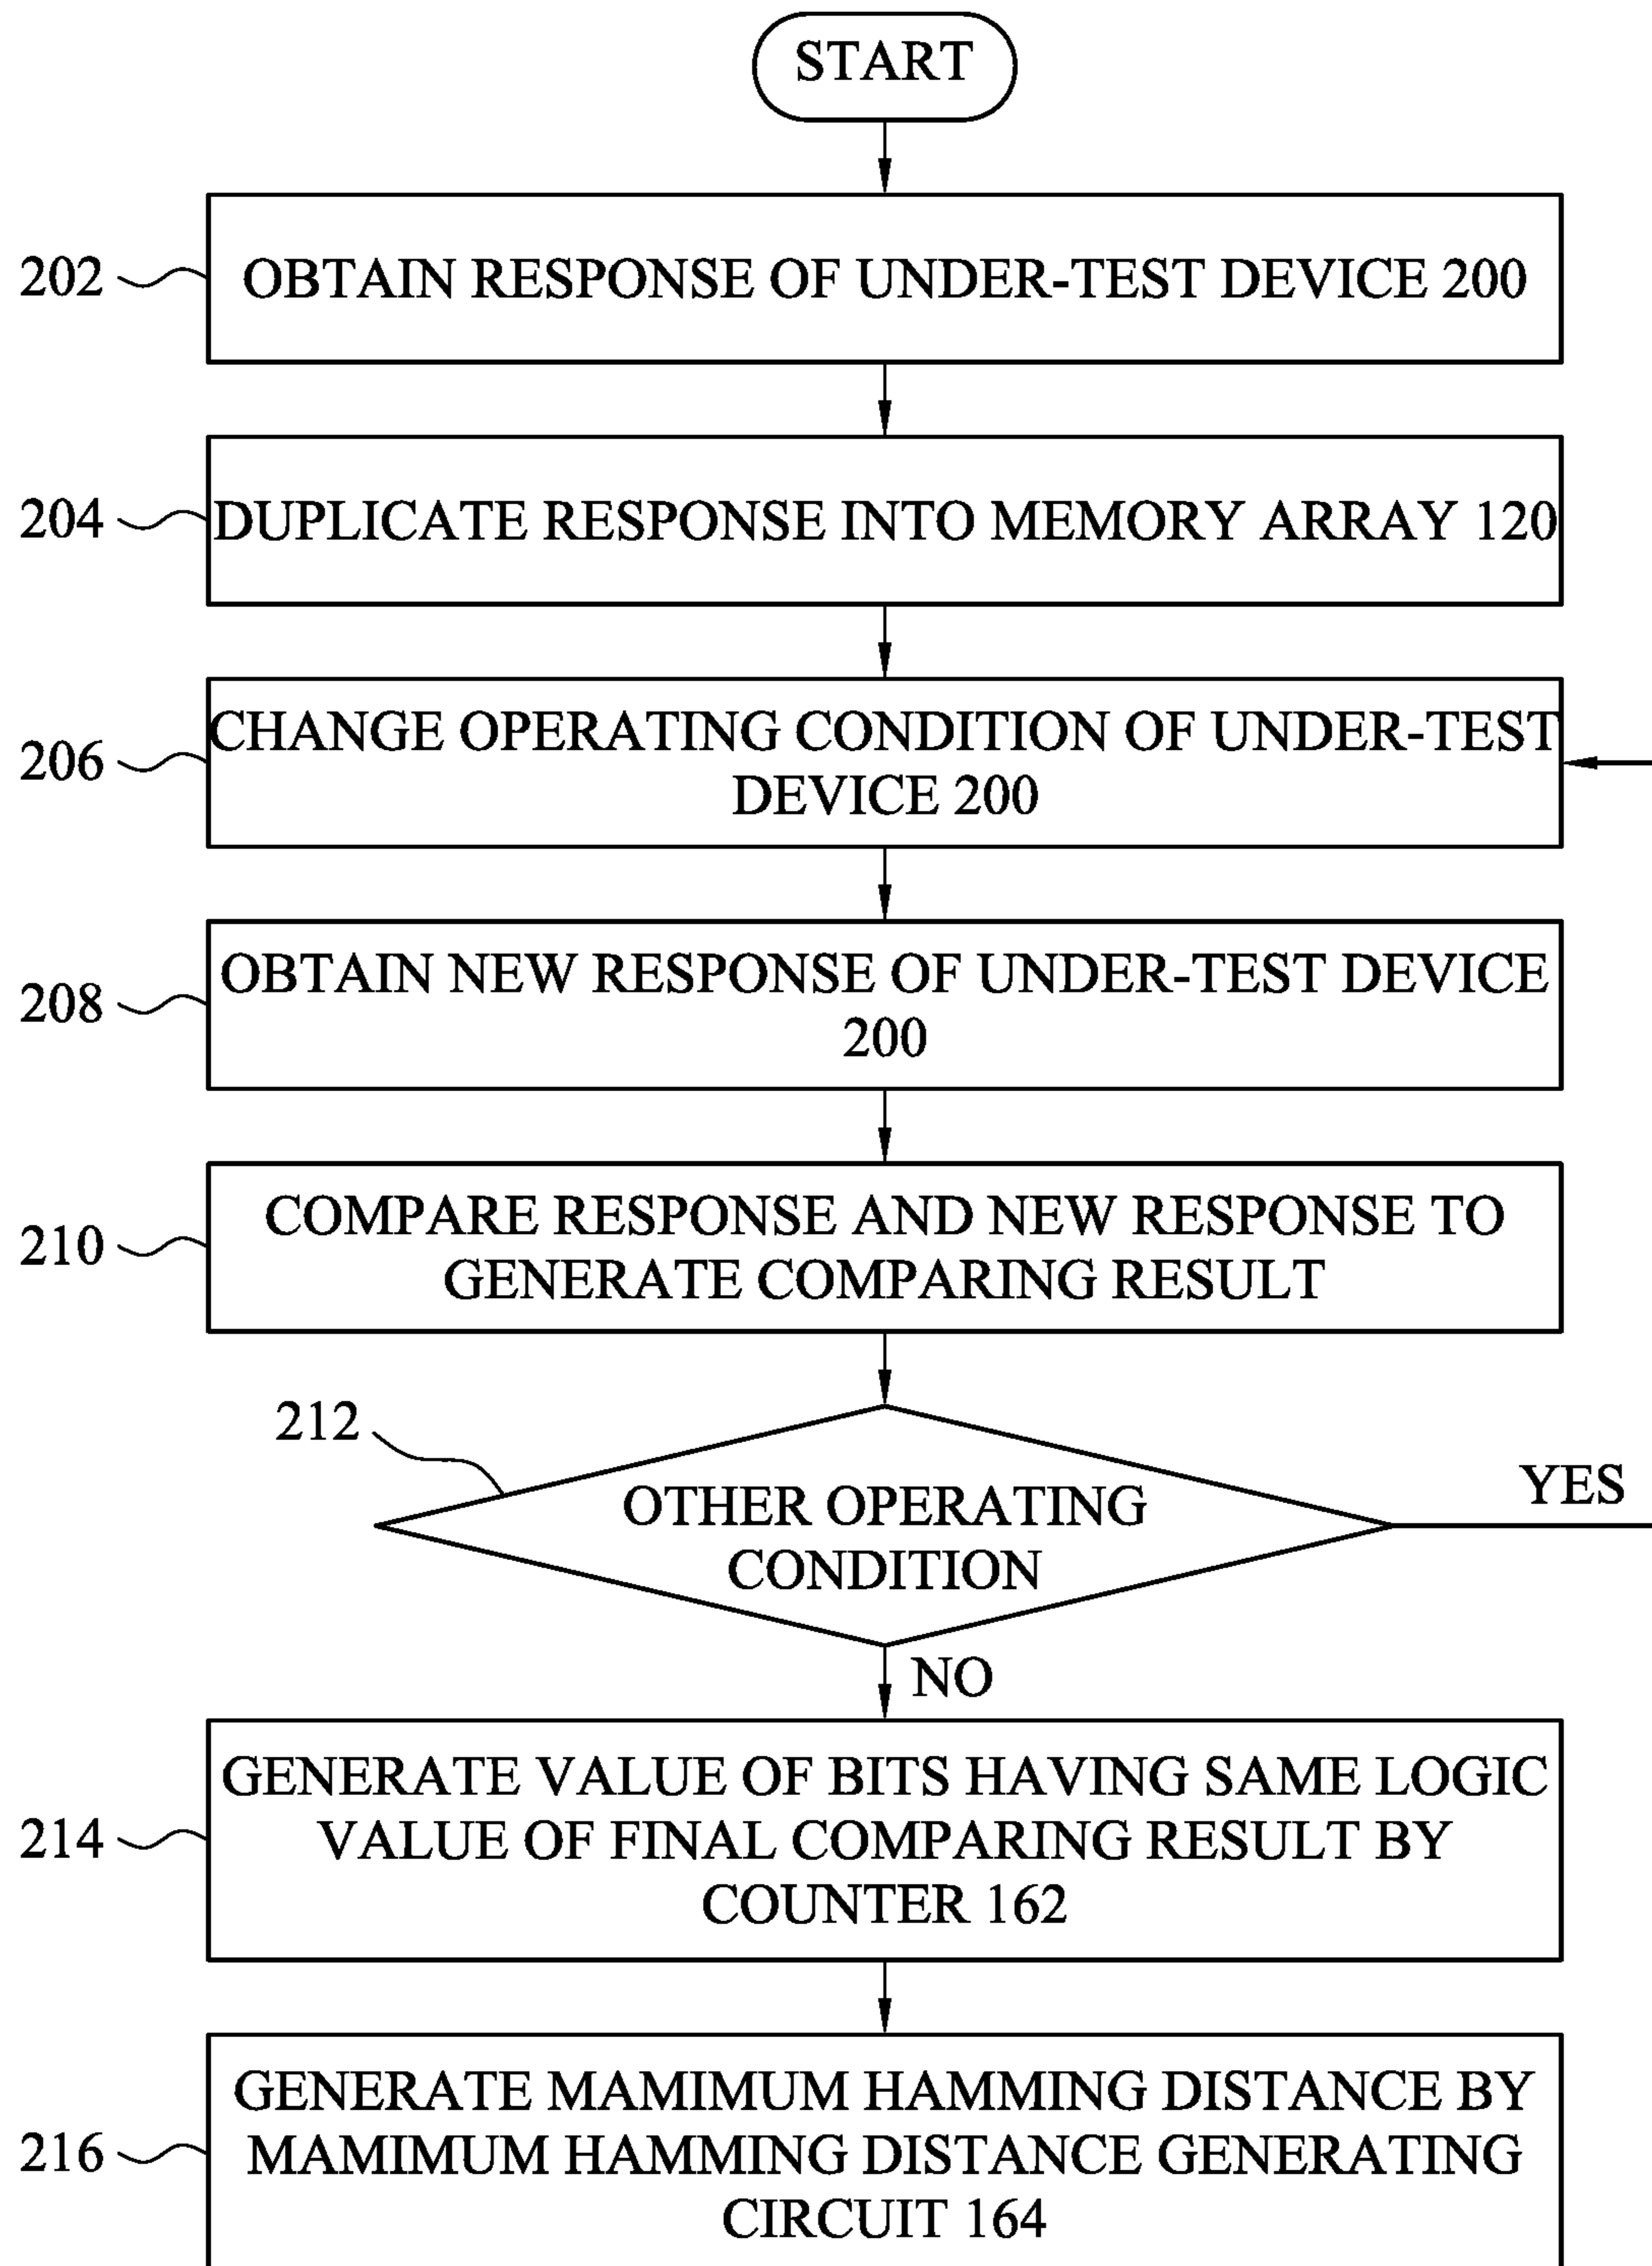 START
202
OBTAIN RESPONSE OF UNDER-TEST DEVICE 200
204
DUPLICATE RESPONSE INTO MEMORY ARRAY 120
206
CHANGE OPERATING CONDITION OF UNDER-TEST
DEVICE 200
208
OBTAIN NEW RESPONSE OF UNDER-TEST DEVICE
200
210
COMPARE RESPONSE AND NEW RESPONSE TO
GENERATE COMPARING RESULT
212
OTHER OPERATING
CONDITION
YES
NO
214
GENERATE VALUE OF BITS HAVING SAME LOGIC
VALUE OF FINAL COMPARING RESULT BY
COUNTER 162
216
GENERATE MAMIMUM HAMMING DISTANCE BY
MAMIMUM HAMMING DISTANCE GENERATING
CIRCUIT 164